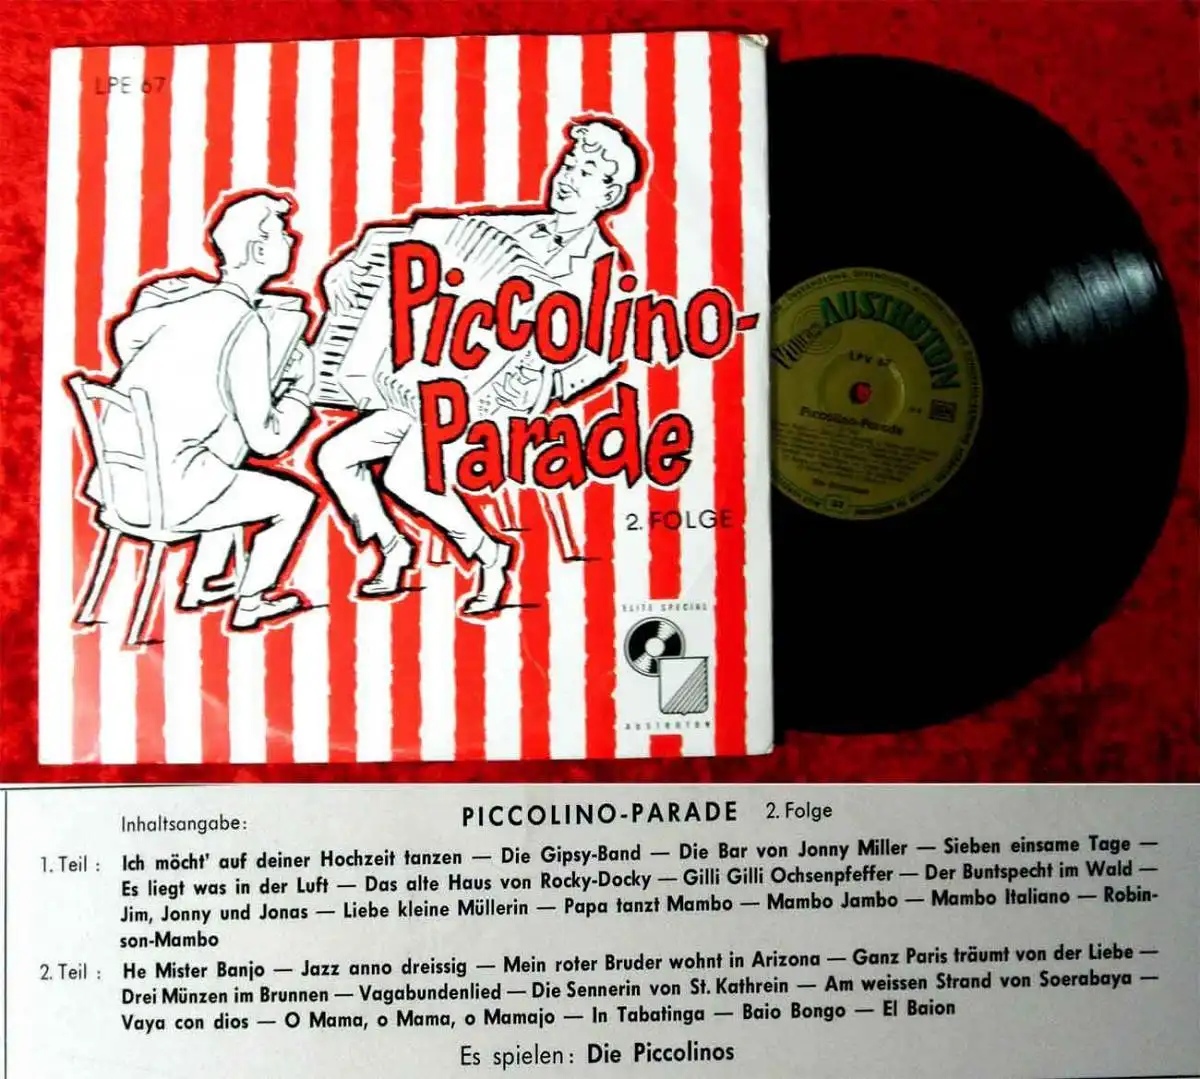 LPE 67
Piccolino-
Parade
2. FOLGE
ELITE SPECIAL
AUSTROTON
AUSTROTON
LPV 67
Piccolino-Parade
Inhaltsangabe:
PICCOLINO-PARADE 2. Folge
1. Teil : Ich möcht' auf deiner Hochzeit tanzen — Die Gipsy-Band — Die Bar von Jonny Miller — Sieben einsame Tage —
Es liegt was in der Luft — Das alte Haus von Rocky-Docky — Gilli Gilli Ochsenpfeffer — Der Buntspecht im Wald —
Jim, Jonny und Jonas — Liebe kleine Müllerin — Papa tanzt Mambo — Mambo Jambo — Mambo Italiano — Robin-
son-Mambo
2. Teil : He Mister Banjo — Jazz anno dreissig — Mein roter Bruder wohnt in Arizona — Ganz Paris träumt von der Liebe —
Drei Münzen im Brunnen — Vagabundenlied — Die Sennerin von St. Kathrein — Am weissen Strand von Soerabaya —
Vaya con dios — O Mama, o Mama, o Mamajo — In Tabatinga — Baio Bongo — El Baion
Es spielen : Die Piccolinos